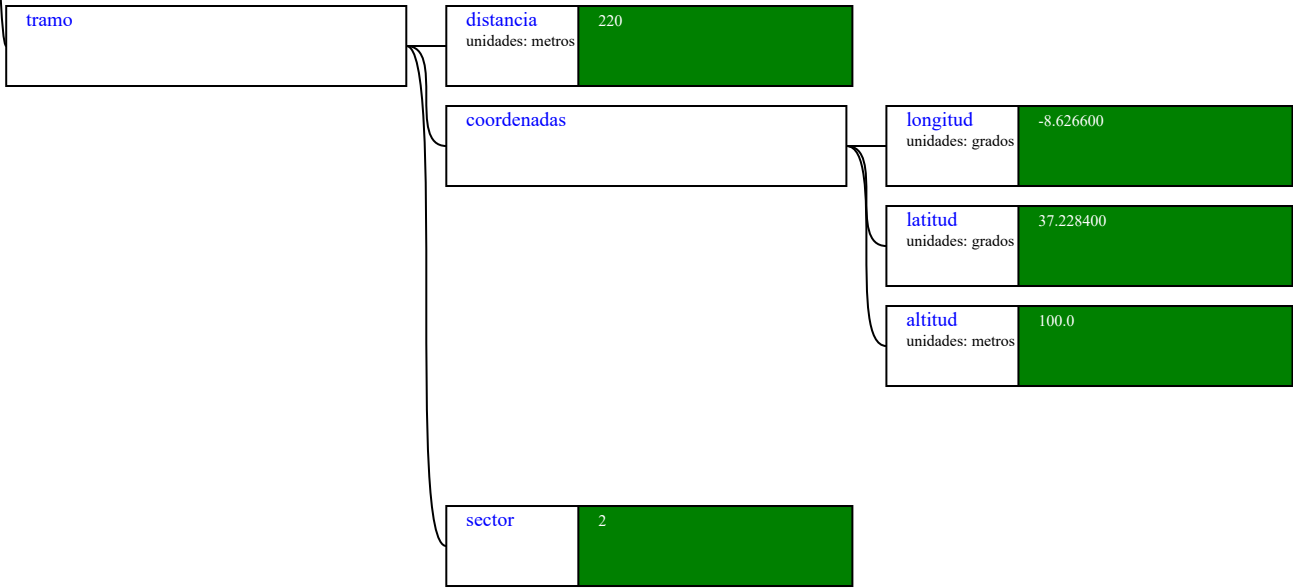 tramo
distancia
unidades: metros
220
coordenadas
longitud
unidades: grados
-8.626600
latitud
unidades: grados
37.228400
altitud
unidades: metros
100.0
sector
2